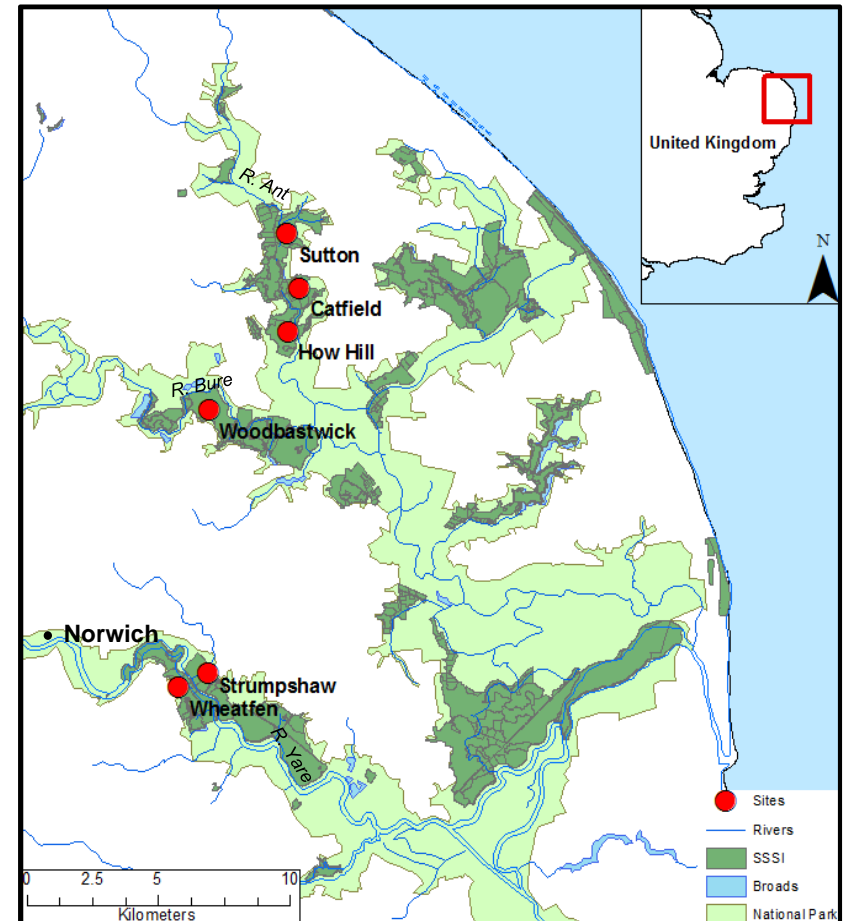 United Kingdom
N
R. Ant
Sutton
Catfield
How Hill
R. Bure
Woodbastwick
Norwich
Strumpshaw
Wheatfen
R. Yare
Sites
Rivers
SSSI
Broads
National Park
0 2.5 5 10
Kilometers